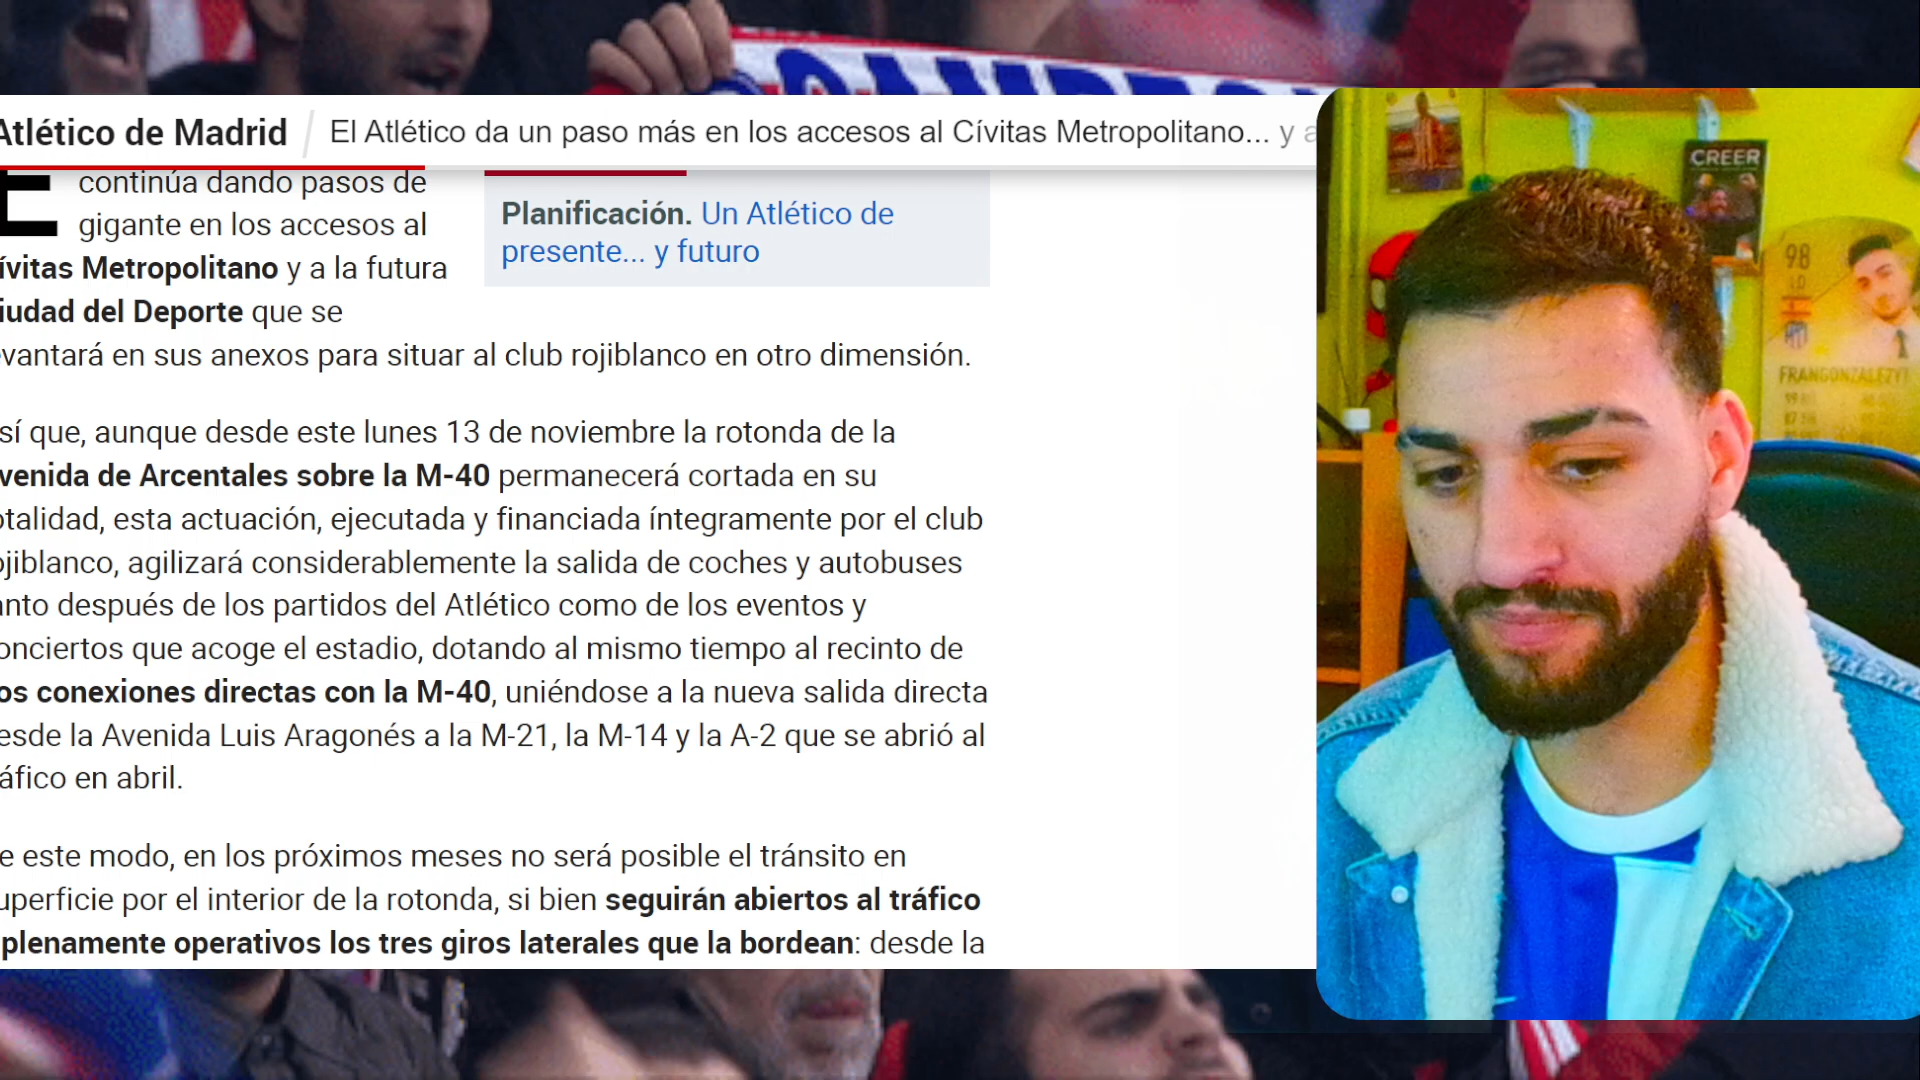 CAMPEO
Atlético de Madrid
El Atlético da un paso más en los accesos al Cívitas Metropolitano... y a
E continúa dando pasos de
gigante en los accesos al
ívitas Metropolitano y a la futura
iudad del Deporte que se
evantará en sus anexos para situar al club rojiblanco en otro dimensión.
Planificación. Un Atlético de
presente... y futuro
sí que, aunque desde este lunes 13 de noviembre la rotonda de la
venida de Arcentales sobre la M-40 permanecerá cortada en su
otalidad, esta actuación, ejecutada y financiada íntegramente por el club
ojiblanco, agilizará considerablemente la salida de coches y autobuses
anto después de los partidos del Atlético como de los eventos y
onciertos que acoge el estadio, dotando al mismo tiempo al recinto de
os conexiones directas con la M-40, uniéndose a la nueva salida directa
esde la Avenida Luis Aragonés a la M-21, la M-14 y la A-2 que se abrió al
áfico en abril.
e este modo, en los próximos meses no será posible el tránsito en
uperficie por el interior de la rotonda, si bien seguirán abiertos al tráfico
plenamente operativos los tres giros laterales que la bordean: desde la
CREER
98
FRANGONZALEZYT